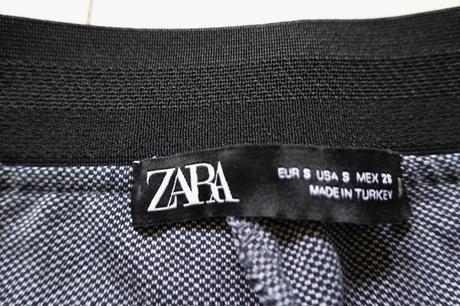 ZARA
EUR S USA S MEX 26
MADE IN TURKEY